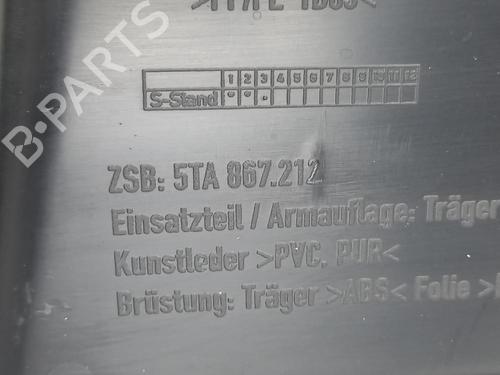 B-PARTS
1 2 3 4 5 6 7 8 9 10 11 12
S-Stand
ZSB: 5TA 867.212
Einsatzteil / Armauflage: Träger
Kunstleder >PVC, PUR<
Brüstung: Träger >ABS< Folie >